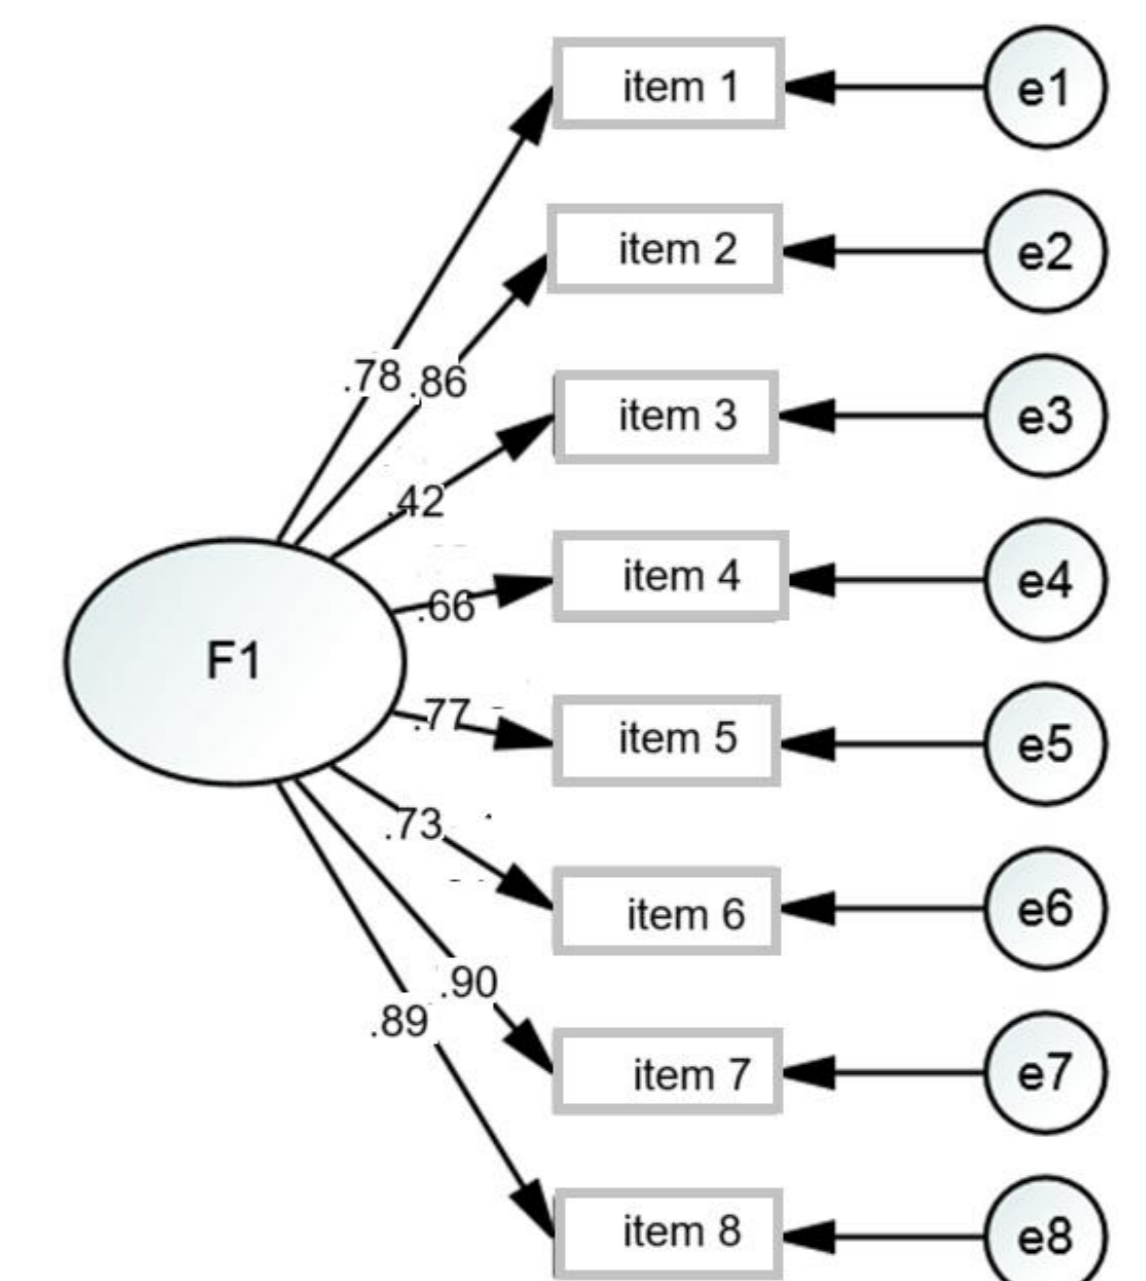 item 1
e1
item 2
e2
.78
.86
item 3
e3
.42
item 4
e4
.66
F1
.77
item 5
e5
.73
item 6
e6
.90
.89
item 7
e7
item 8
e8